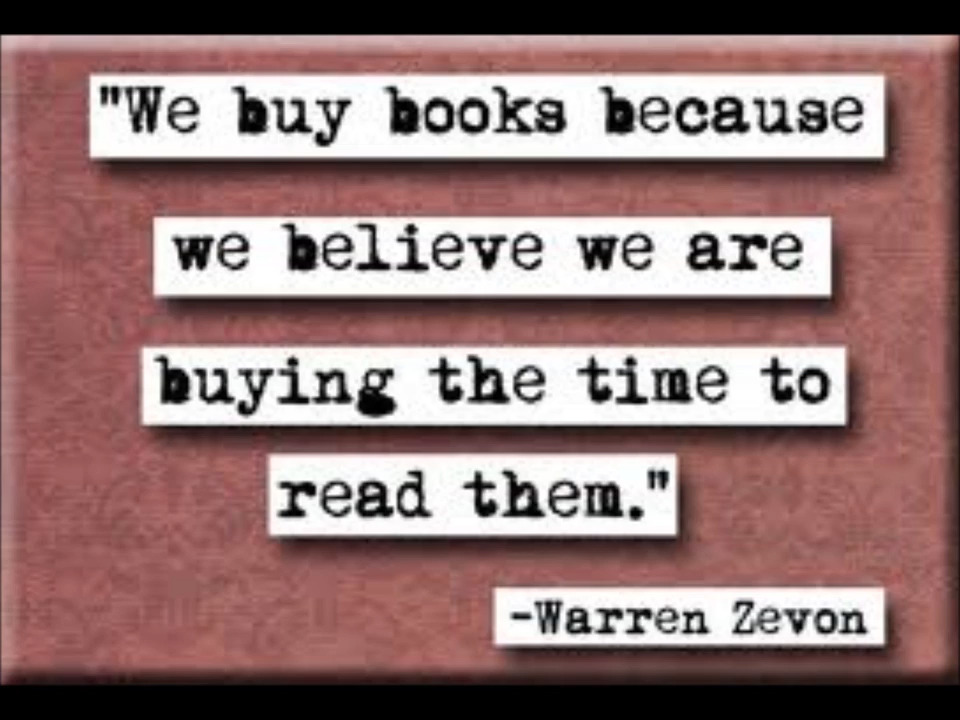 "We buy books because
we believe we are
buying the time to
read them."
-Warren Zevon